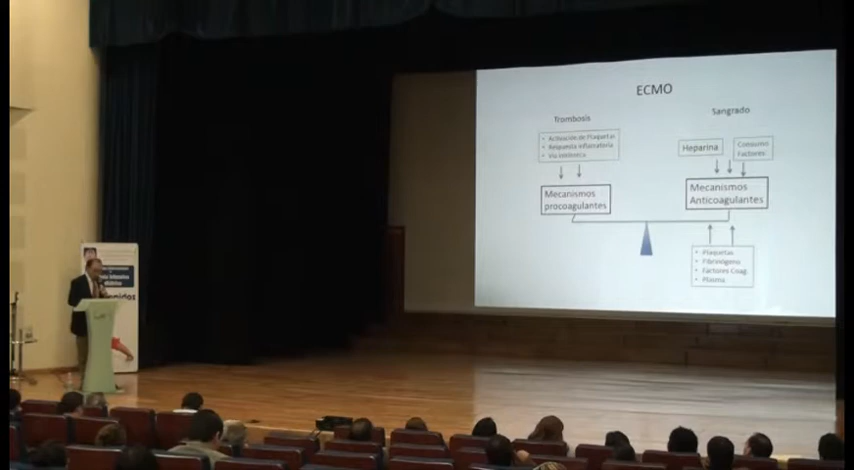 ECMO
Trombosis
Sangrado
• Activación de Plaquetas
• Respuesta inflamatoria
• Vía intrínseca
Heparina
Consumo
Factores
Mecanismos
procoagulantes
Mecanismos
Anticoagulantes
• Plaquetas
• Fibrinógeno
• Factores Coag.
• Plasma